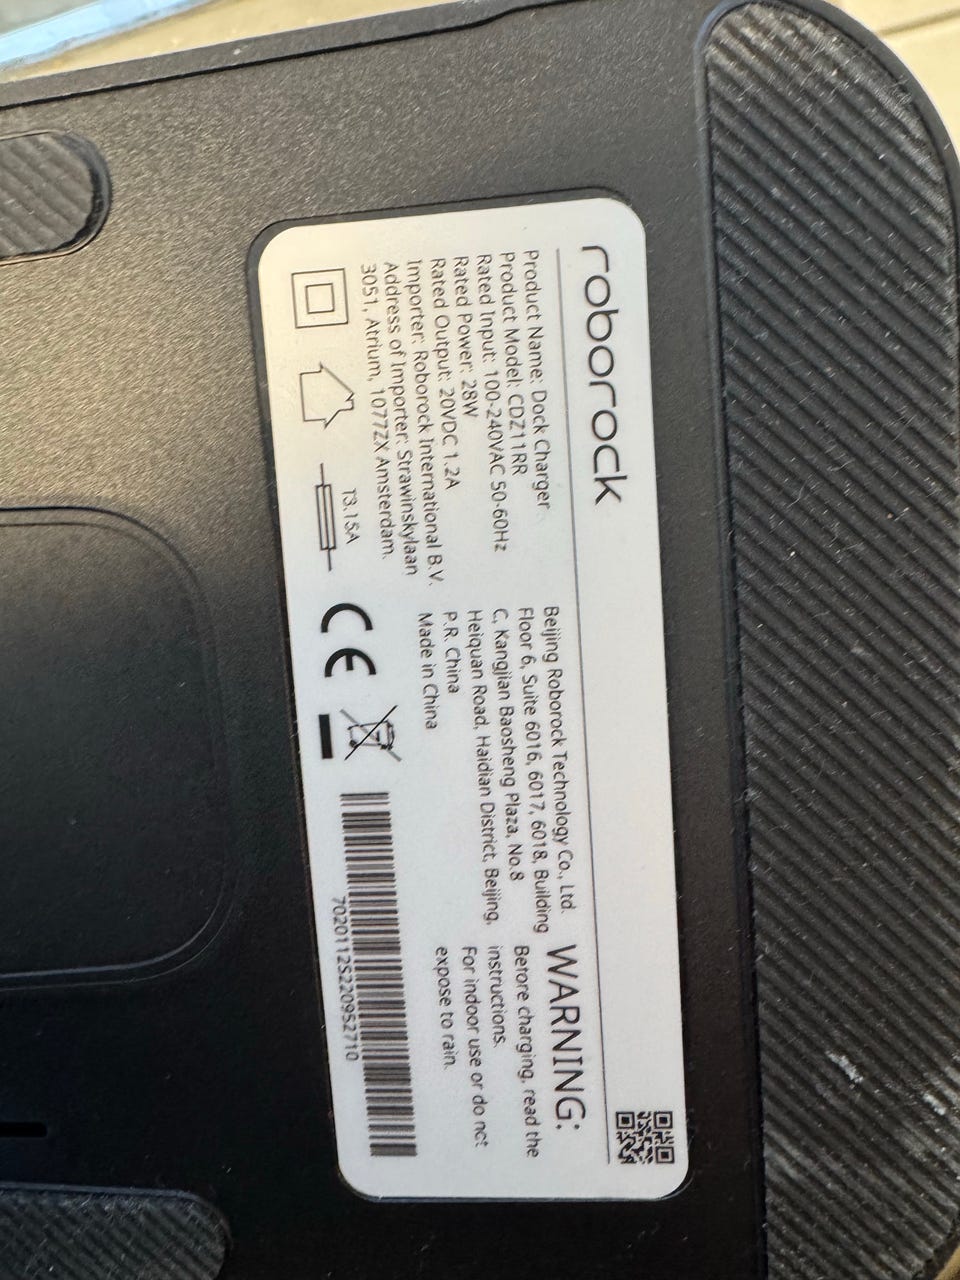 roborock
Product Name: Dock Charger
Product Model: CDZ11RR
Rated Input: 100-240VAC 50-60Hz
Rated Power: 28W
Rated Output: 20VDC 1.2A
Importer: Roborock International B.V.
Address of Importer: Strawinskylaan
3051, Atrium, 1077ZX Amsterdam.
Beijing Roborock Technology Co., Ltd.
Floor 6, Suite 6016, 6017, 6018, Building
C, Kangjian Baosheng Plaza, No.8
Heiquan Road, Haidian District, Beijing,
P.R. China
Made in China
WARNING:
Before charging, read the
instructions.
For indoor use or do not
expose to rain.
T3.15A
CE
702011252209S2710